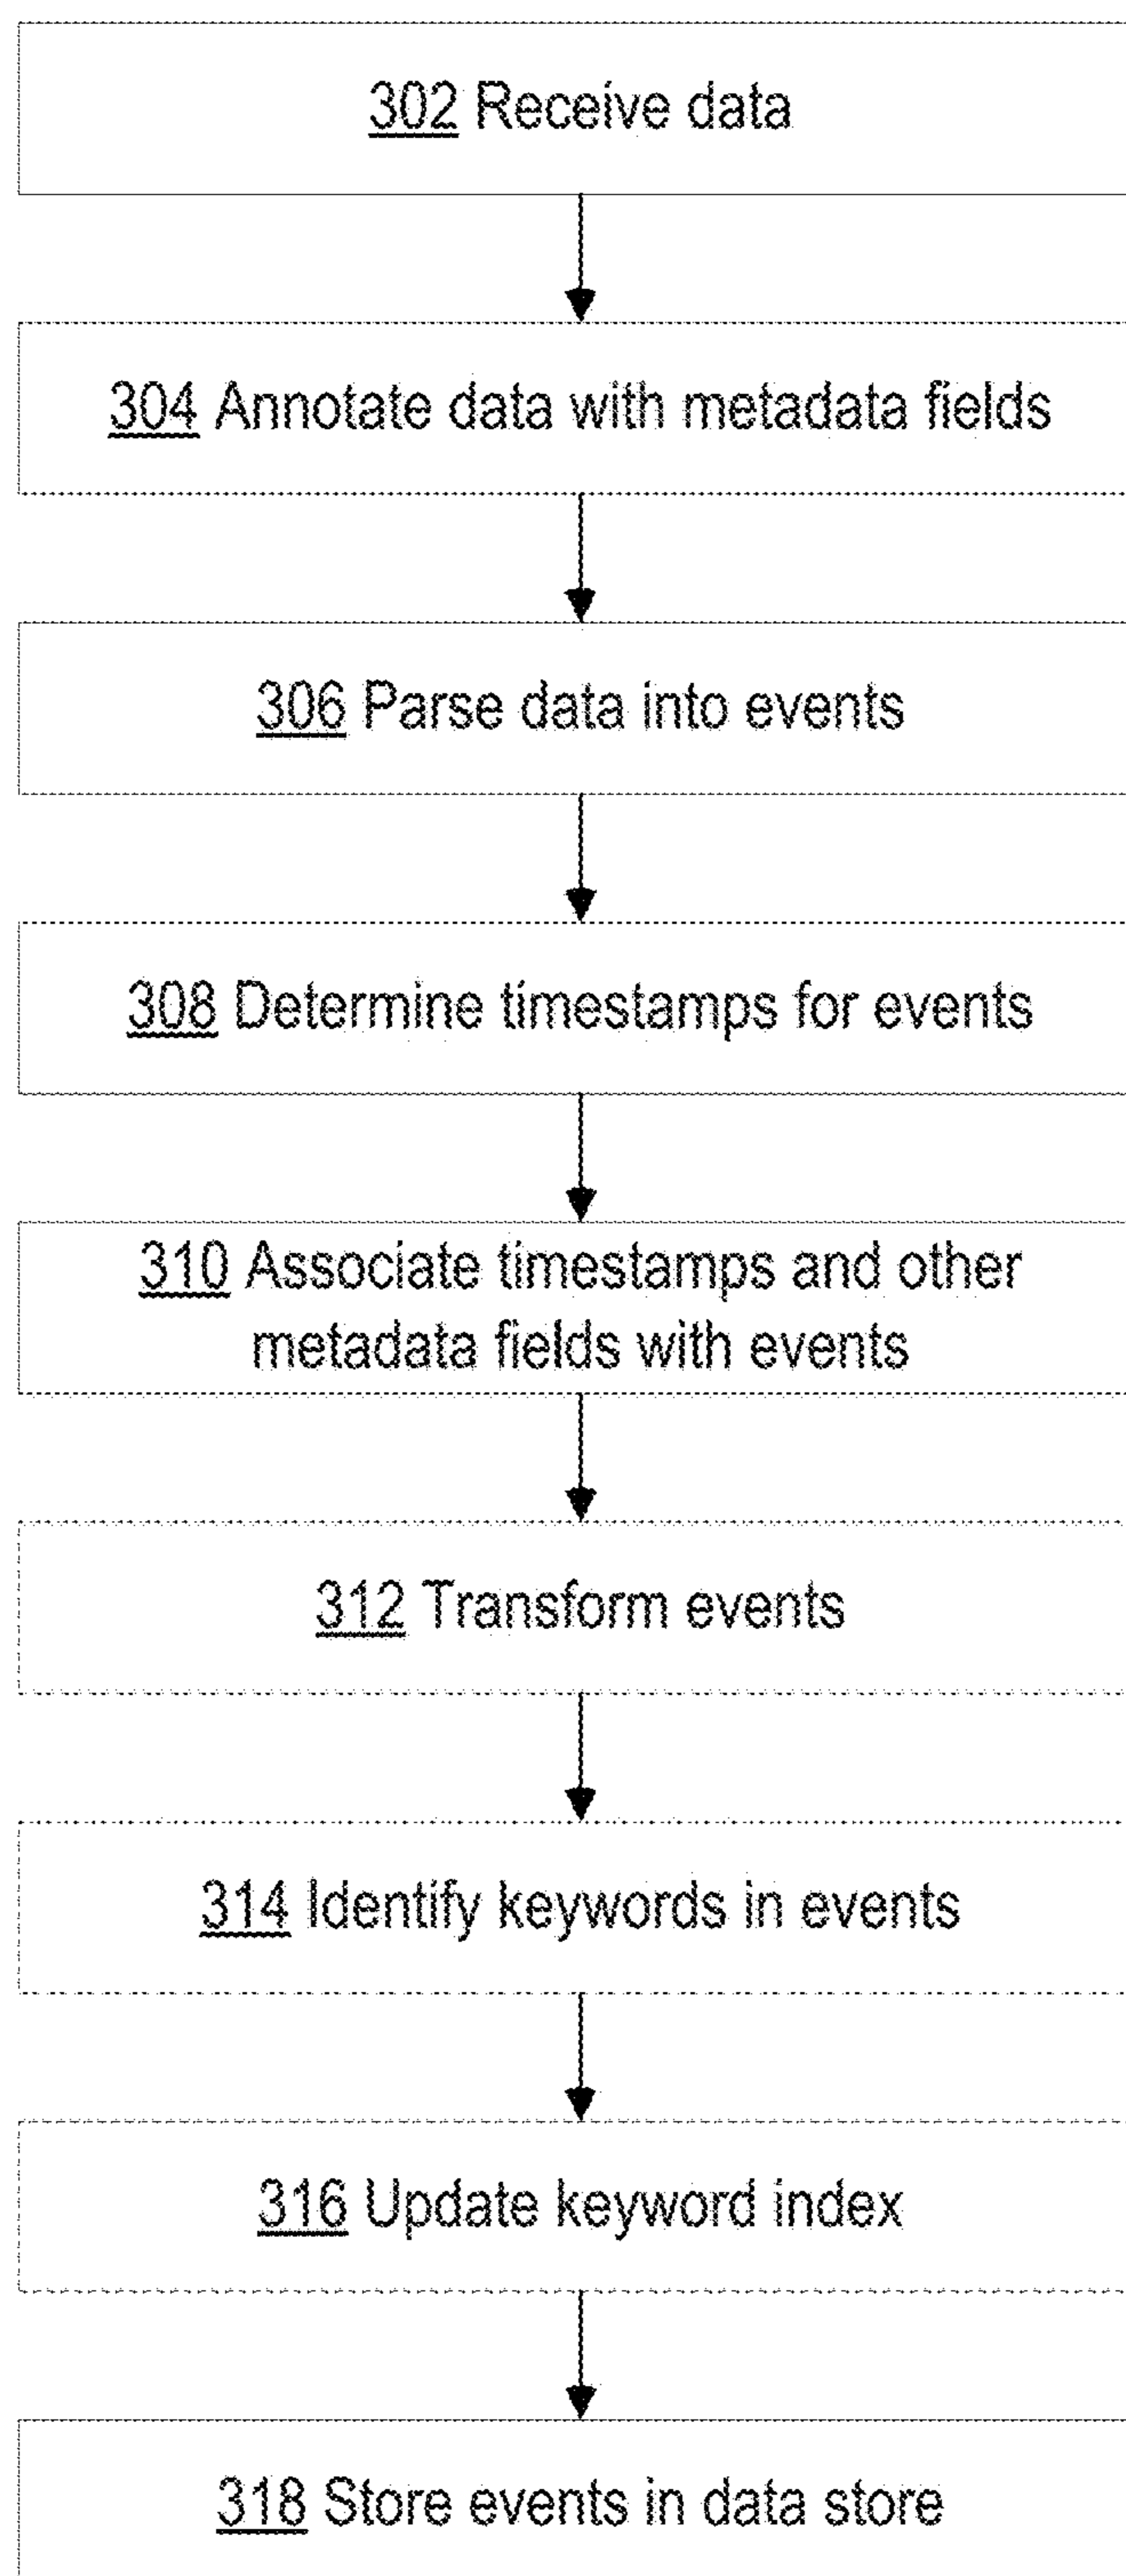 302 Receive data
304 Annotate data with metadata fields
306 Parse data into events
308 Determine timestamps for events
310 Associate timestamps and other
metadata fields with events
312 Transform events
314 Identify keywords in events
316 Update keyword index
318 Store events in data store